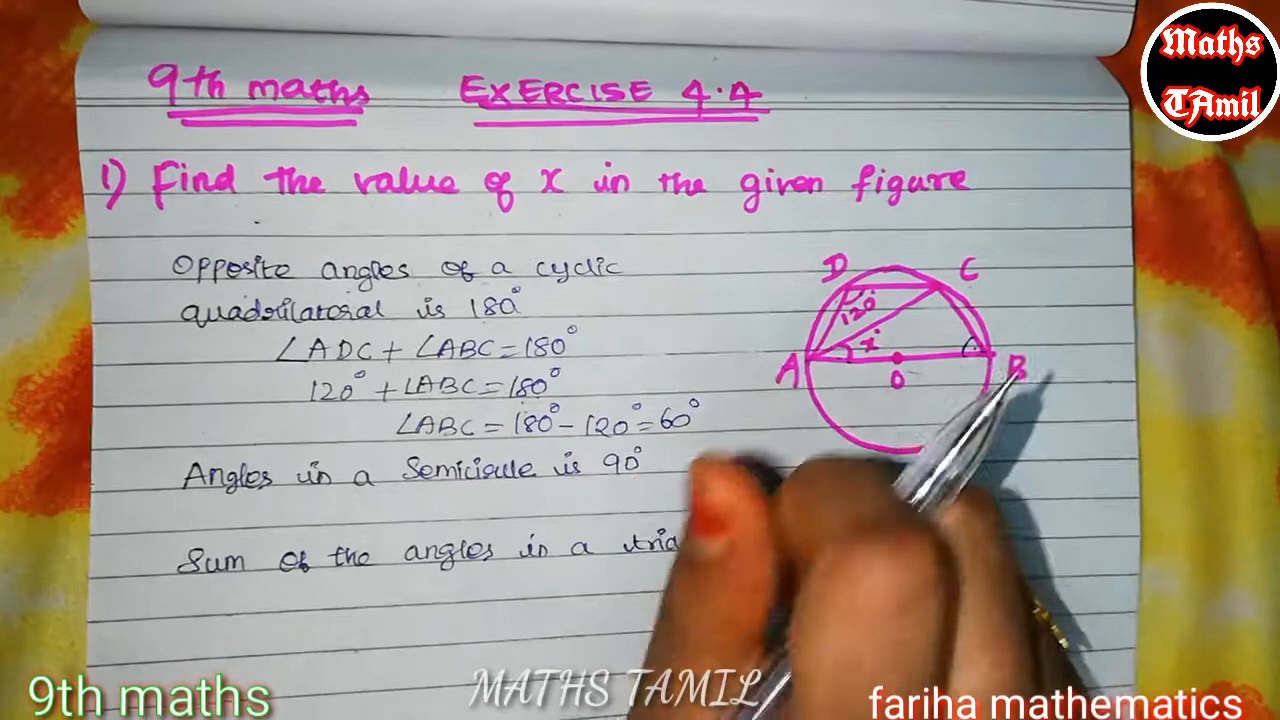 Maths
TAmil
9th maths EXERCISE 4.4
1) Find the value of x in the given figure
Opposite angles of a cyclic
quadrilateral is 180°
∠ADC + ∠ABC = 180°
120° + ∠ABC = 180°
∠ABC = 180° - 120° = 60°
Angles in a Semicircle is 90°
Sum of the angles in a
D C
120°
x°
A O B
9th maths MATHS TAMIL fariha mathematics